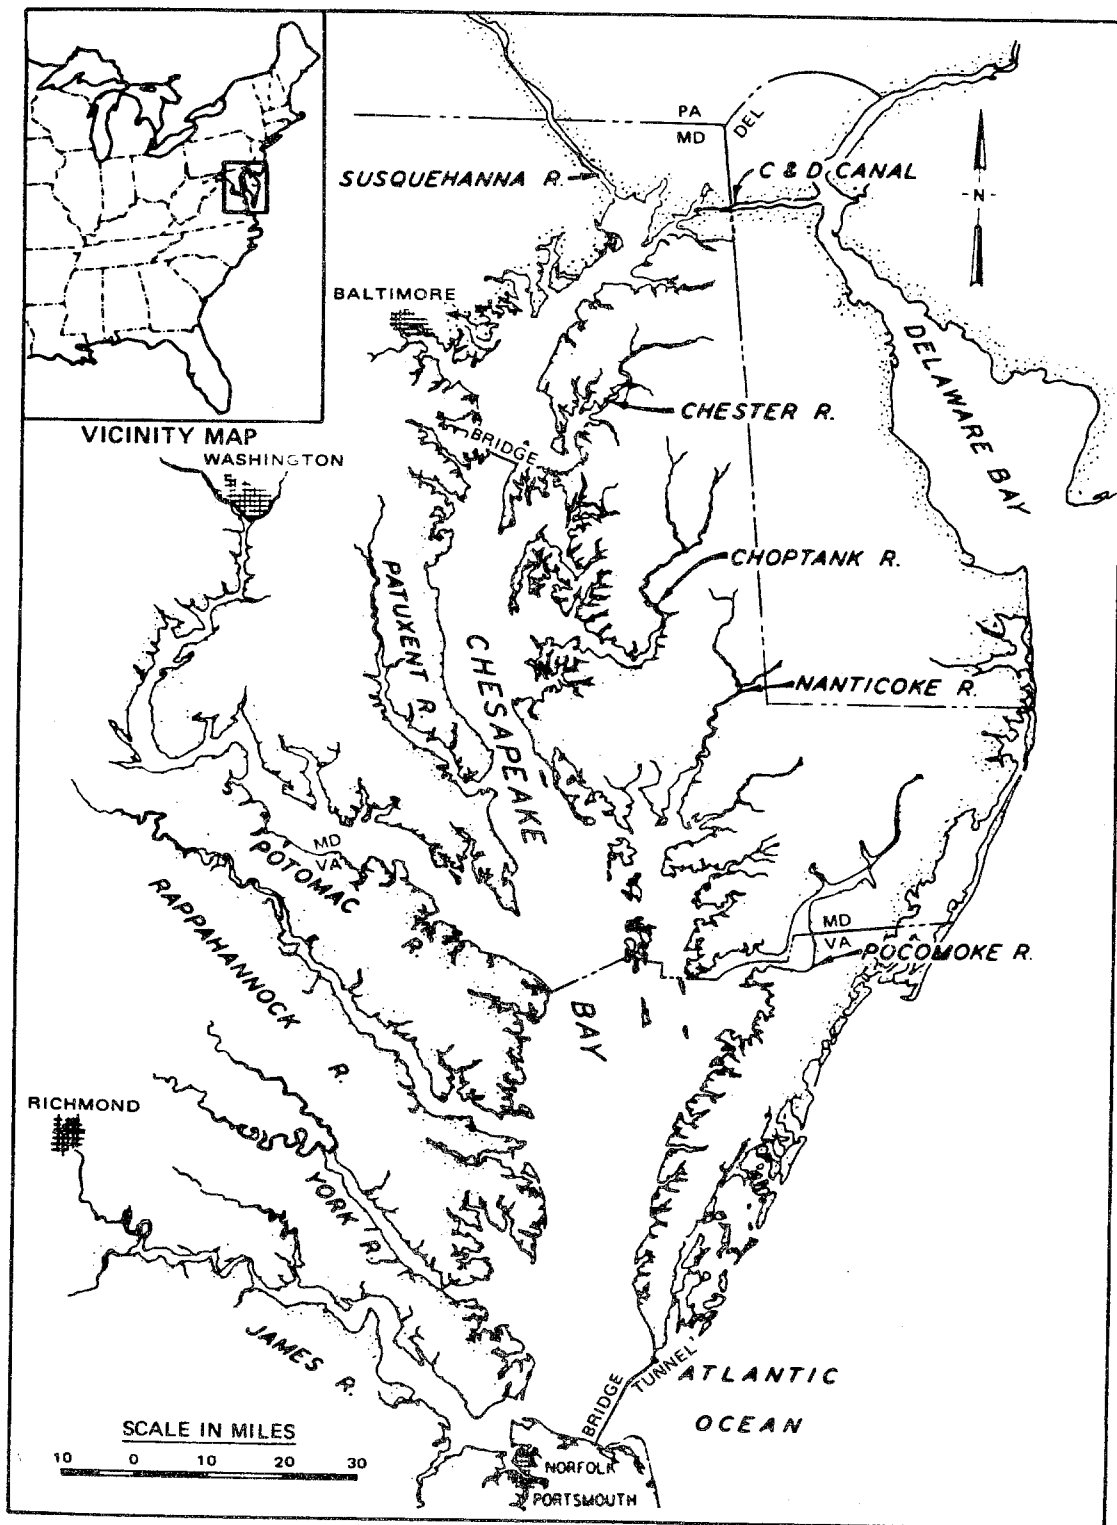 PA
MD
DEL
SUSQUEHANNA R.
C & D CANAL
-N-
BALTIMORE
DELAWARE BAY
CHESTER R.
VICINITY MAP
BRIDGE
WASHINGTON
CHOPTANK R.
PATUXENT R.
CHESAPEAKE
NANTICOKE R.
MD
VA
POTOMAC
R.
RAPPAHANNOCK
R.
MD
VA
POCOMOKE R.
BAY
RICHMOND
YORK R.
JAMES R.
BRIDGE
TUNNEL
ATLANTIC
OCEAN
SCALE IN MILES
10 0 10 20 30
NORFOLK
PORTSMOUTH